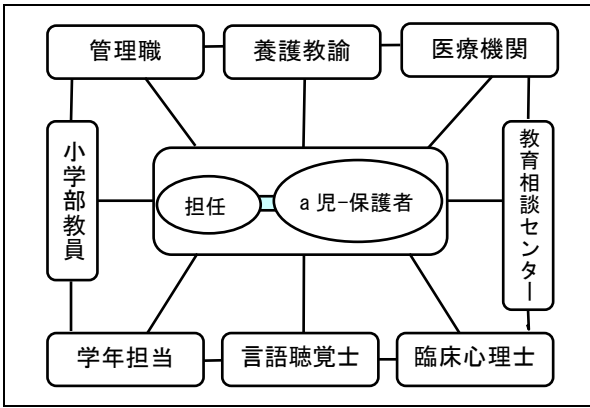 管理職
養護教諭
医療機関
小学部教員
担任
a児-保護者
教育相談センター
学年担当
言語聴覚士
臨床心理士